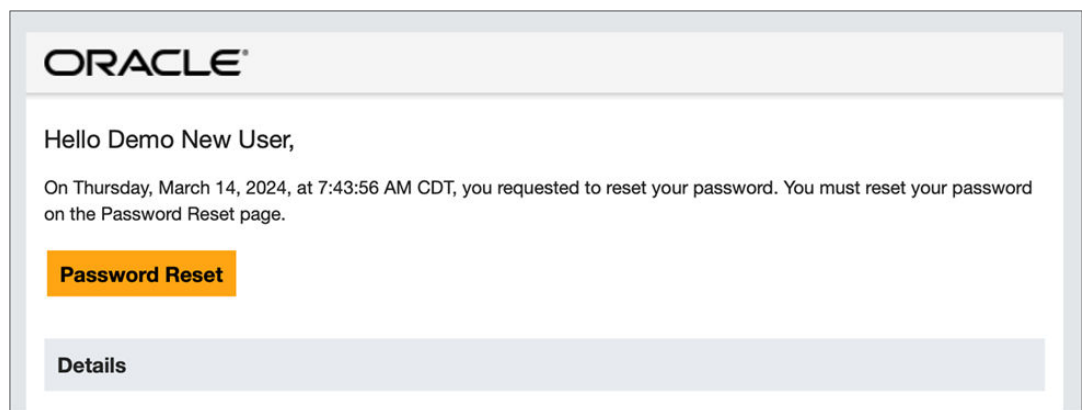 ORACLE
Hello Demo New User,
On Thursday, March 14, 2024, at 7:43:56 AM CDT, you requested to reset your password. You must reset your password
on the Password Reset page.
Password Reset
Details